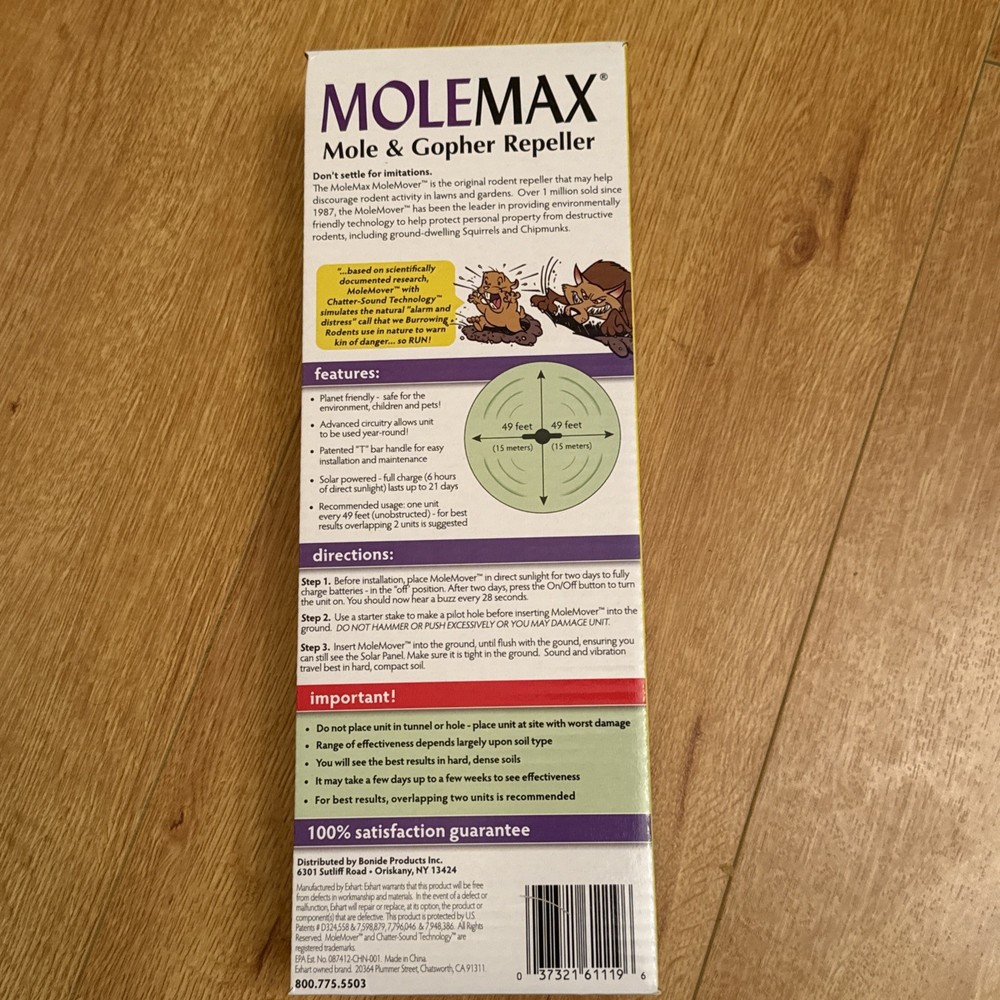 MOLEMAX®
Mole & Gopher Repeller
Don't settle for imitations.
The MoleMax MoleMover™ is the original rodent repeller that may help
discourage rodent activity in lawns and gardens. Over 1 million sold since
1987, the MoleMover™ has been the leader in providing environmentally
friendly technology to help protect personal property from destructive
rodents, including ground-dwelling Squirrels and Chipmunks.
"...based on scientifically
documented research,
MoleMover™ with
Chatter-Sound Technology™
simulates the natural "alarm and
distress" call that we Burrowing
Rodents use in nature to warn
kin of danger... so RUN!
features:
• Planet friendly - safe for the
environment, children and pets!
• Advanced circuitry allows unit
to be used year-round!
• Patented "T" bar handle for easy
installation and maintenance
• Solar powered - full charge (6 hours
of direct sunlight) lasts up to 21 days
• Recommended usage: one unit
every 49 feet (unobstructed) - for best
results overlapping 2 units is suggested
49 feet 49 feet
(15 meters) (15 meters)
directions:
Step 1. Before installation, place MoleMover™ in direct sunlight for two days to fully
charge batteries - in the "off" position. After two days, press the On/Off button to turn
the unit on. You should now hear a buzz every 28 seconds.
Step 2. Use a starter stake to make a pilot hole before inserting MoleMover™ into the
ground. DO NOT HAMMER OR PUSH EXCESSIVELY OR YOU MAY DAMAGE UNIT.
Step 3. Insert MoleMover™ into the ground, until flush with the gound, ensuring you
can still see the Solar Panel. Make sure it is tight in the ground. Sound and vibration
travel best in hard, compact soil.
important!
• Do not place unit in tunnel or hole - place unit at site with worst damage
• Range of effectiveness depends largely upon soil type
• You will see the best results in hard, dense soils
• It may take a few days up to a few weeks to see effectiveness
• For best results, overlapping two units is recommended
100% satisfaction guarantee
Distributed by Bonide Products Inc.
6301 Sutliff Road • Oriskany, NY 13424
Manufactured by Exhart. Exhart warrants that this product will be free
from defects in workmanship and materials. In the event of a defect or
malfunction, Exhart will repair or replace, at its option, the product or
component(s) that are defective. This product is protected by U.S.
Patents # D324,558 & 7,598,879, 7,796,046 & 7,948,386. All Rights
Reserved. MoleMover™ and Chatter-Sound Technology™ are
registered trademarks.
EPA Est. No. 087412-CHN-001. Made in China.
Exhart owned brand. 20364 Plummer Street, Chatsworth, CA 91311
800.775.5503
0 37321 61119 6